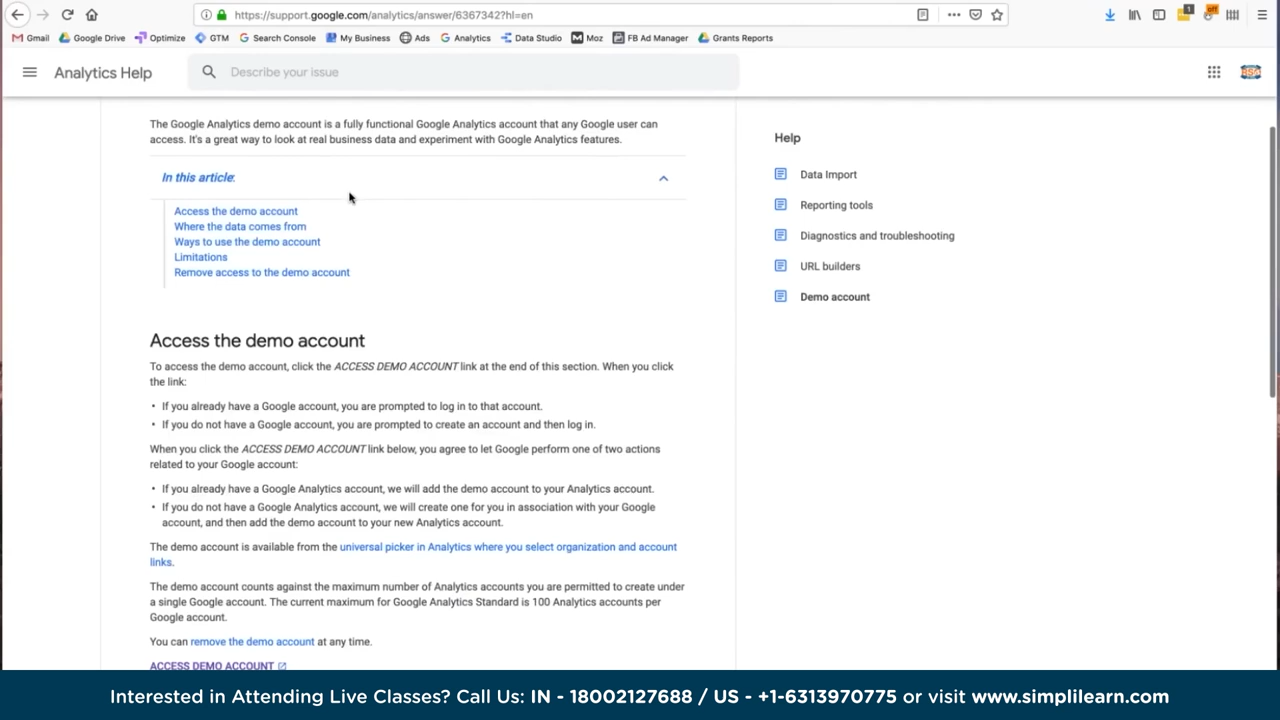 https://support.google.com/analytics/answer/6367342?hl=en
1
off
Gmail Google Drive Optimize GTM Search Console My Business Ads Analytics Data Studio Moz FB Ad Manager Grants Reports
Analytics Help
Describe your issue
The Google Analytics demo account is a fully functional Google Analytics account that any Google user can
access. It's a great way to look at real business data and experiment with Google Analytics features.
In this article:
Access the demo account
Where the data comes from
Ways to use the demo account
Limitations
Remove access to the demo account
Access the demo account
To access the demo account, click the ACCESS DEMO ACCOUNT link at the end of this section. When you click
the link:
• If you already have a Google account, you are prompted to log in to that account.
• If you do not have a Google account, you are prompted to create an account and then log in.
When you click the ACCESS DEMO ACCOUNT link below, you agree to let Google perform one of two actions
related to your Google account:
• If you already have a Google Analytics account, we will add the demo account to your Analytics account.
• If you do not have a Google Analytics account, we will create one for you in association with your Google
account, and then add the demo account to your new Analytics account.
The demo account is available from the universal picker in Analytics where you select organization and account
links.
The demo account counts against the maximum number of Analytics accounts you are permitted to create under
a single Google account. The current maximum for Google Analytics Standard is 100 Analytics accounts per
Google account.
You can remove the demo account at any time.
ACCESS DEMO ACCOUNT
Help
Data Import
Reporting tools
Diagnostics and troubleshooting
URL builders
Demo account
Interested in Attending Live Classes? Call Us: IN - 18002127688 / US - +1-6313970775 or visit www.simplilearn.com